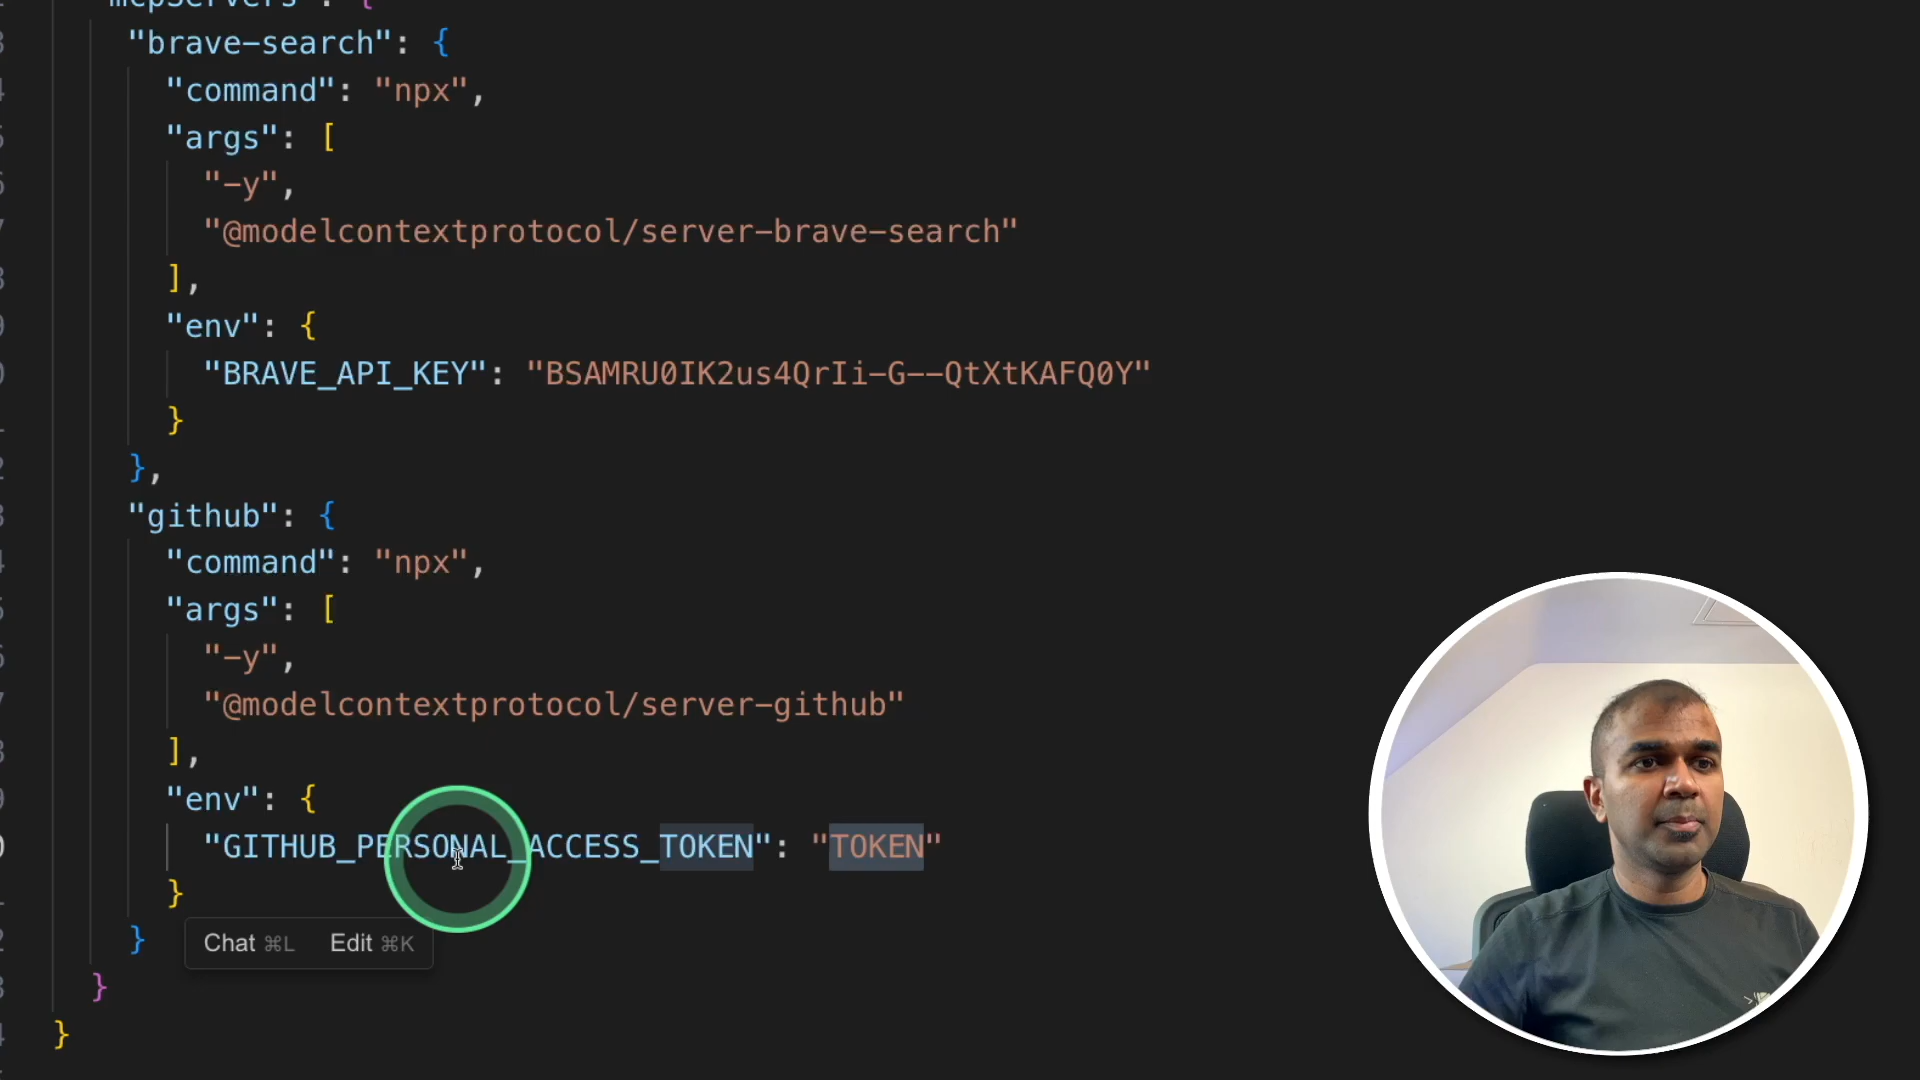 "mcpServers": {
"brave-search": {
"command": "npx",
"args": [
"-y",
"@modelcontextprotocol/server-brave-search"
],
"env": {
"BRAVE_API_KEY": "BSAMRU0IK2us4QrIi-G--QtXtKAFQ0Y"
}
},
"github": {
"command": "npx",
"args": [
"-y",
"@modelcontextprotocol/server-github"
],
"env": {
"GITHUB_PERSONAL_ACCESS_TOKEN": "TOKEN"
}
}
Chat ⌘L Edit ⌘K
}
}